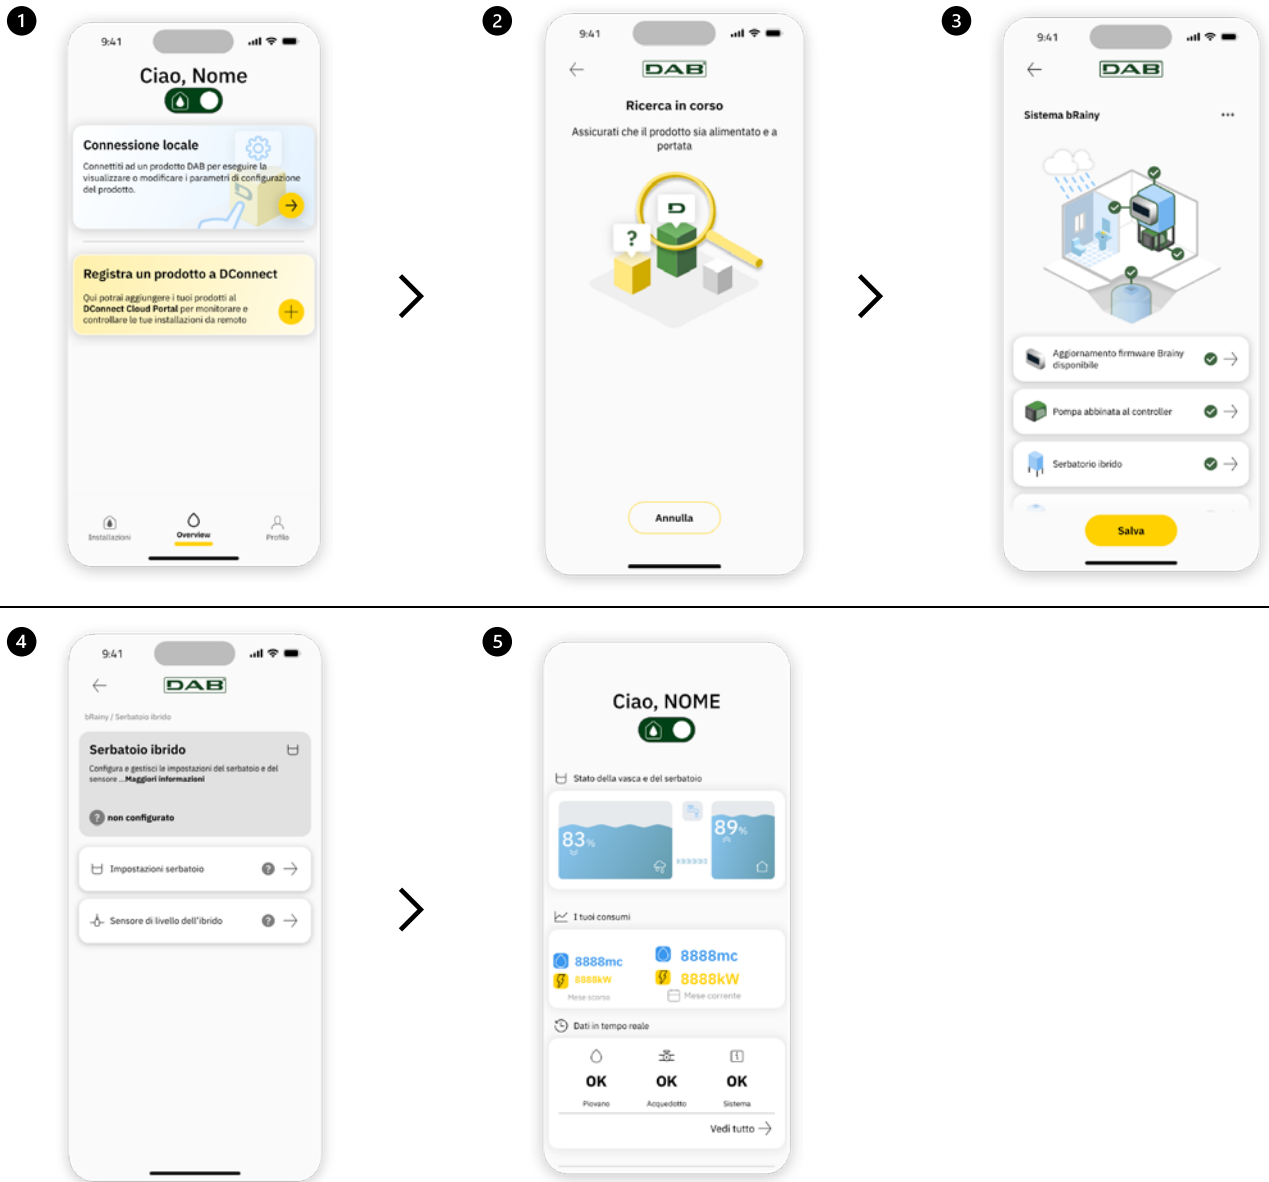 1
9:41
Ciao, Nome
Connessione locale
Connettiti ad un prodotto DAB per eseguire la
visualizzare o modificare i parametri di configurazione
del prodotto.
Registra un prodotto a DConnect
Qui potrai aggiungere i tuoi prodotti al
DConnect Cloud Portal per monitorare e
controllare le tue installazioni da remoto
Installazioni
Overview
Profilo
2
9:41
DAB
Ricerca in corso
Assicurati che il prodotto sia alimentato e a
portata
D
?
Annulla
3
9:41
DAB
Sistema bRainy
Aggiornamento firmware Brainy
disponibile
Pompa abbinata al controller
Serbatorio ibrido
Salva
4
9:41
DAB
bRainy / Serbatoio ibrido
Serbatoio ibrido
Configura e gestisci le impostazioni del serbatoio e del
sensore ...Maggiori informazioni
? non configurato
Impostazioni serbatoio ?
Sensore di livello dell'ibrido ?
5
Ciao, NOME
Stato della vasca e del serbatoio
83%
89%
I tuoi consumi
8888mc
8888kW
Mese scorso
8888mc
8888kW
Mese corrente
Dati in tempo reale
OK OK OK
Piovano Acquedotto Sistema
Vedi tutto